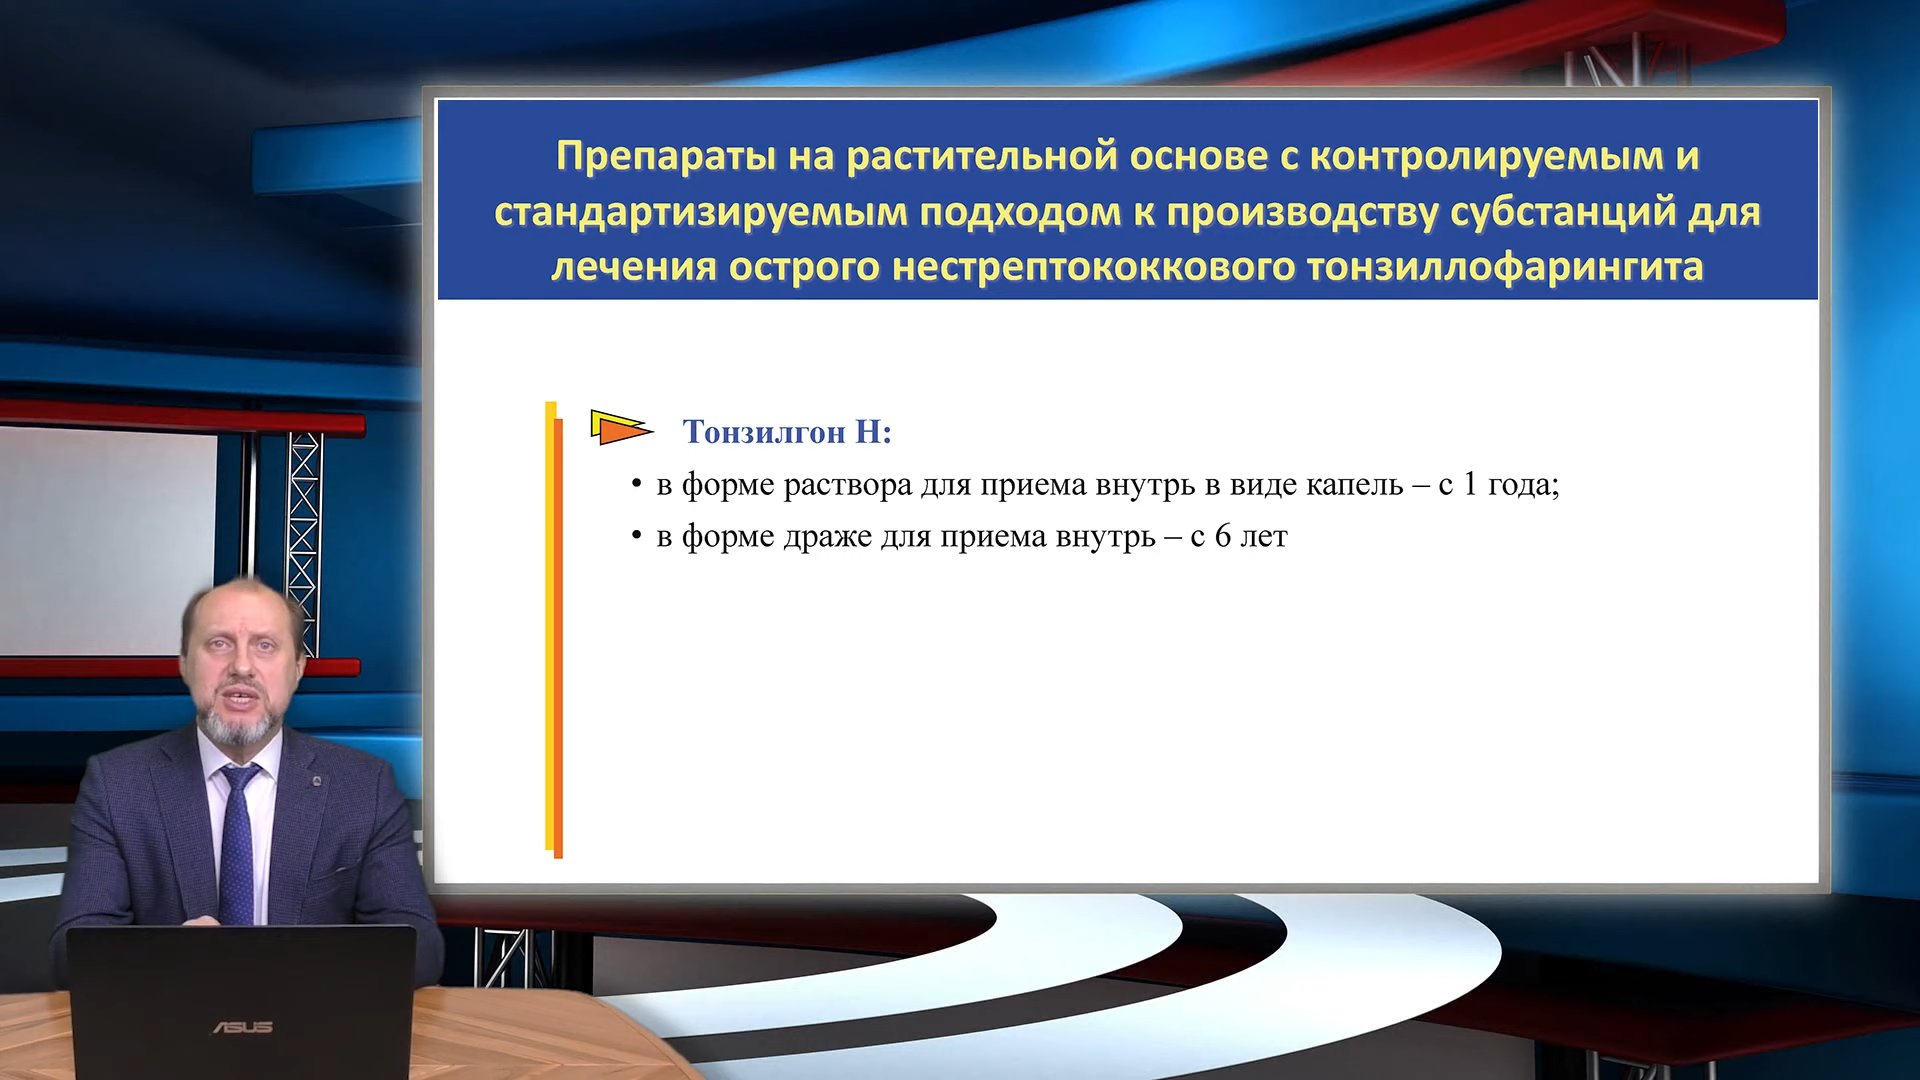 Препараты на растительной основе с контролируемым и
стандартизируемым подходом к производству субстанций для
лечения острого нестрептококкового тонзиллофарингита
Тонзилгон Н:
• в форме раствора для приема внутрь в виде капель – с 1 года;
• в форме драже для приема внутрь – с 6 лет
ASUS